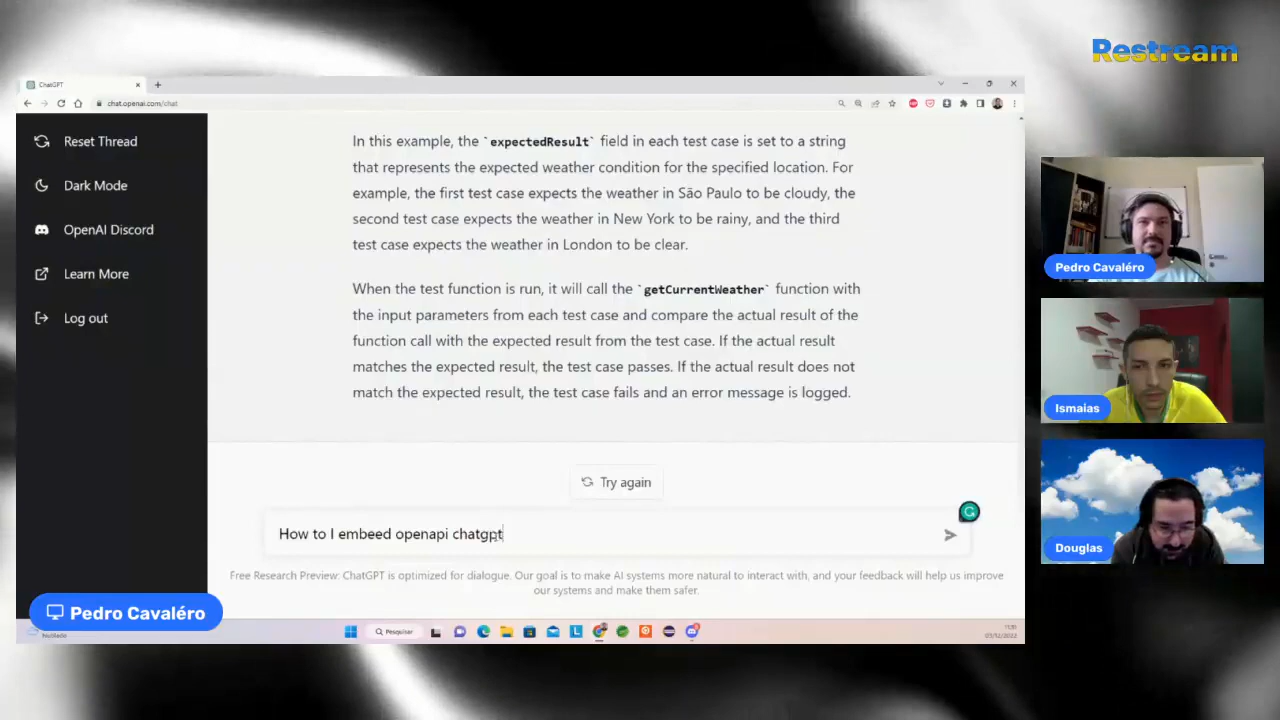 Restream
ChatGPT
chat.openai.com/chat
Reset Thread
Dark Mode
OpenAI Discord
Learn More
Log out
In this example, the `expectedResult` field in each test case is set to a string
that represents the expected weather condition for the specified location. For
example, the first test case expects the weather in São Paulo to be cloudy, the
second test case expects the weather in New York to be rainy, and the third
test case expects the weather in London to be clear.
When the test function is run, it will call the `getCurrentWeather` function with
the input parameters from each test case and compare the actual result of the
function call with the expected result from the test case. If the actual result
matches the expected result, the test case passes. If the actual result does not
match the expected result, the test case fails and an error message is logged.
Try again
How to I embeed openapi chatgpt
Free Research Preview: ChatGPT is optimized for dialogue. Our goal is to make AI systems more natural to interact with, and your feedback will help us improve
our systems and make them safer.
Pedro Cavaléro
Nublado
Pesquisar
Pedro Cavaléro
Ismaias
Douglas